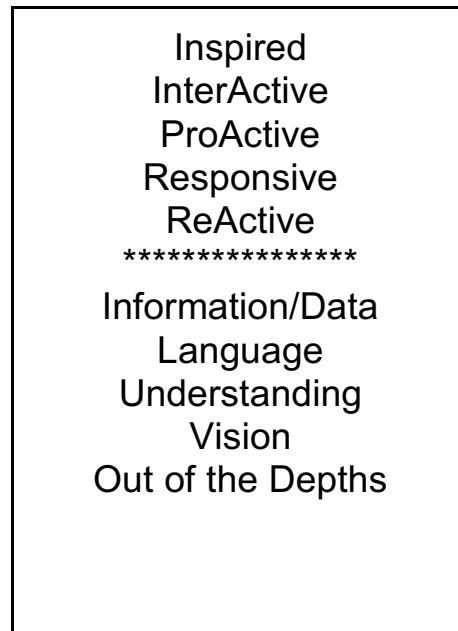 Inspired
InterActive
ProActive
Responsive
ReActive
****************
Information/Data
Language
Understanding
Vision
Out of the Depths